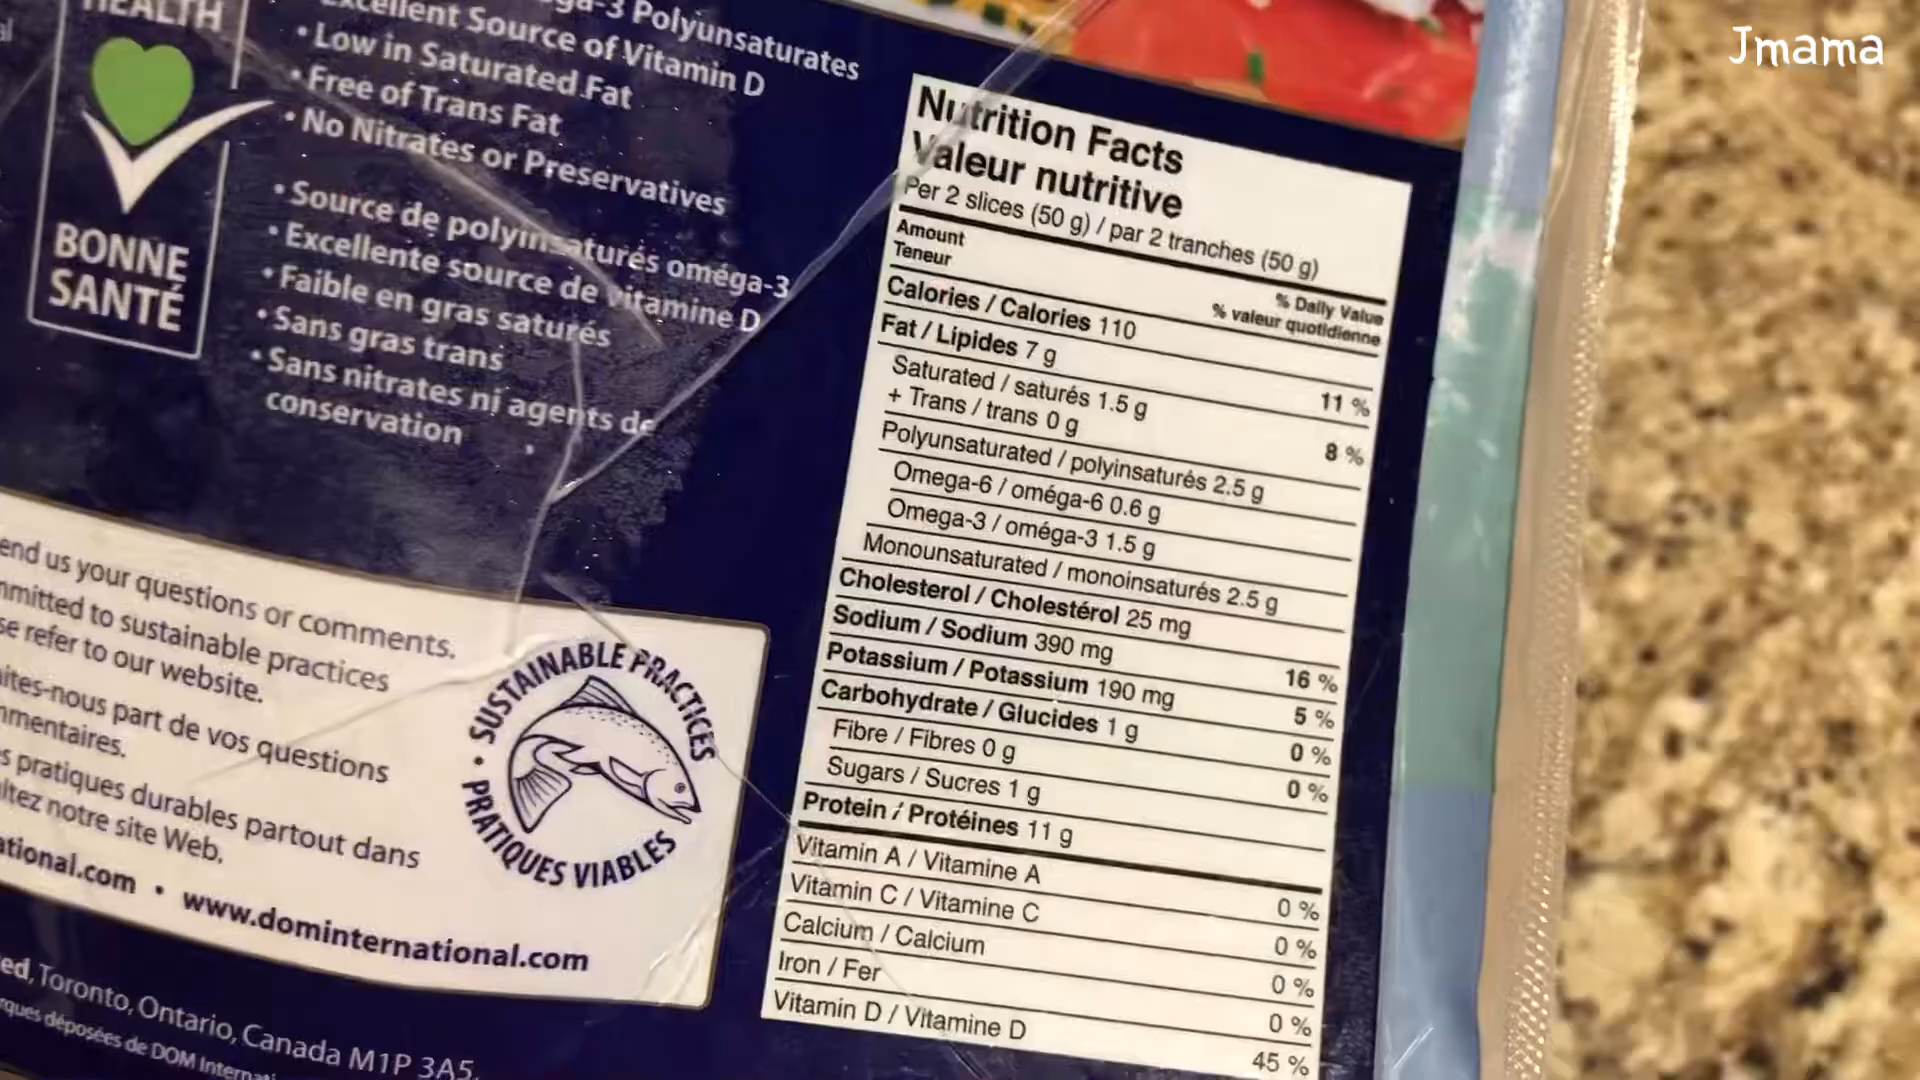 Jmama
HEALTH
BONNE
SANTÉ
Polyunsaturates
Excellent Source of Vitamin D
• Low in Saturated Fat
• Free of Trans Fat
• No Nitrates or Preservatives
• Source de polyinsaturés oméga-3
• Excellente source de vitamine D
• Faible en gras saturés
• Sans gras trans
• Sans nitrates ni agents de
conservation
end us your questions or comments.
mmitted to sustainable practices
se refer to our website.
aites-nous part de vos questions
mmentaires.
s pratiques durables partout dans
ltez notre site Web.
ational.com • www.dominternational.com
• SUSTAINABLE PRACTICES
• PRATIQUES VIABLES
ed, Toronto, Ontario, Canada M1P 3A5.
rques déposées de DOM Internati
Nutrition Facts
Valeur nutritive
Per 2 slices (50 g) / par 2 tranches (50 g)
Amount
Teneur
% Daily Value
% valeur quotidienne
Calories / Calories 110
Fat / Lipides 7 g 11 %
Saturated / saturés 1.5 g
+ Trans / trans 0 g 8 %
Polyunsaturated / polyinsaturés 2.5 g
Omega-6 / oméga-6 0.6 g
Omega-3 / oméga-3 1.5 g
Monounsaturated / monoinsaturés 2.5 g
Cholesterol / Cholestérol 25 mg
Sodium / Sodium 390 mg 16 %
Potassium / Potassium 190 mg 5 %
Carbohydrate / Glucides 1 g 0 %
Fibre / Fibres 0 g 0 %
Sugars / Sucres 1 g
Protein / Protéines 11 g
Vitamin A / Vitamine A 0 %
Vitamin C / Vitamine C 0 %
Calcium / Calcium 0 %
Iron / Fer 0 %
Vitamin D / Vitamine D 45 %